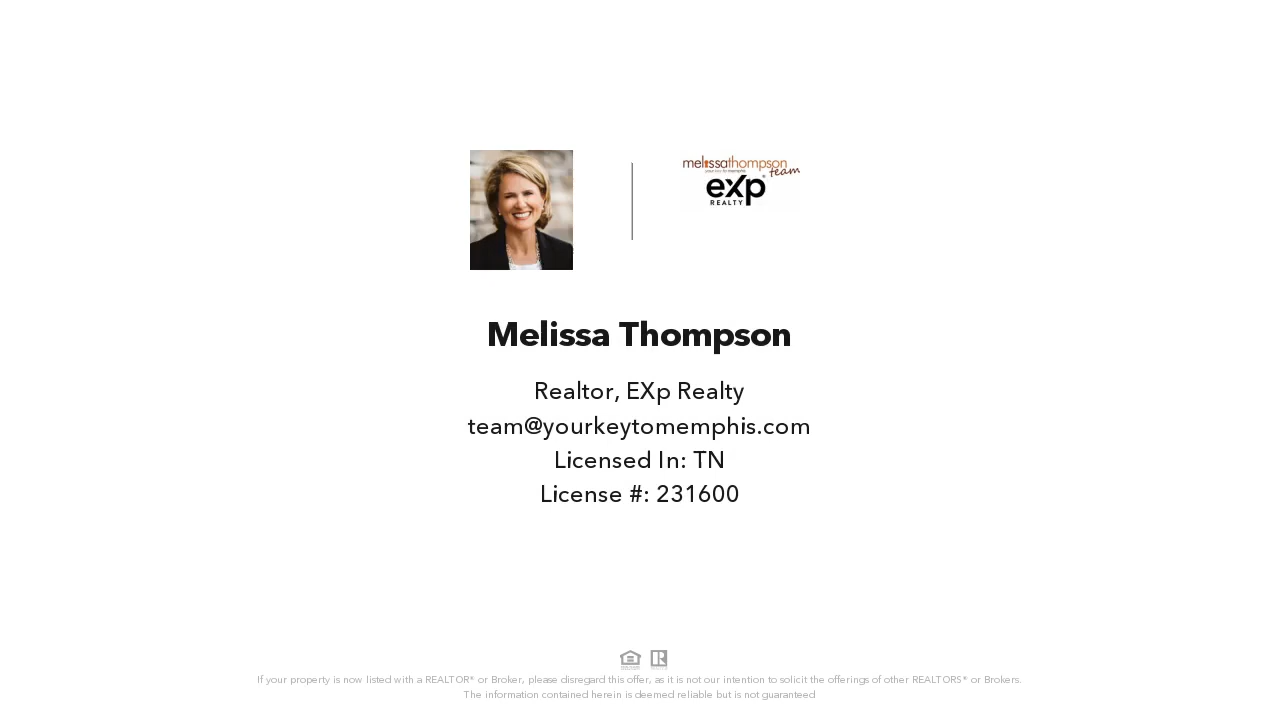 melissathompson
team
eXp
REALTY
Melissa Thompson
Realtor, EXp Realty
team@yourkeytomemphis.com
Licensed In: TN
License #: 231600
If your property is now listed with a REALTOR® or Broker, please disregard this offer, as it is not our intention to solicit the offerings of other REALTORS® or Brokers.
The information contained herein is deemed reliable but is not guaranteed